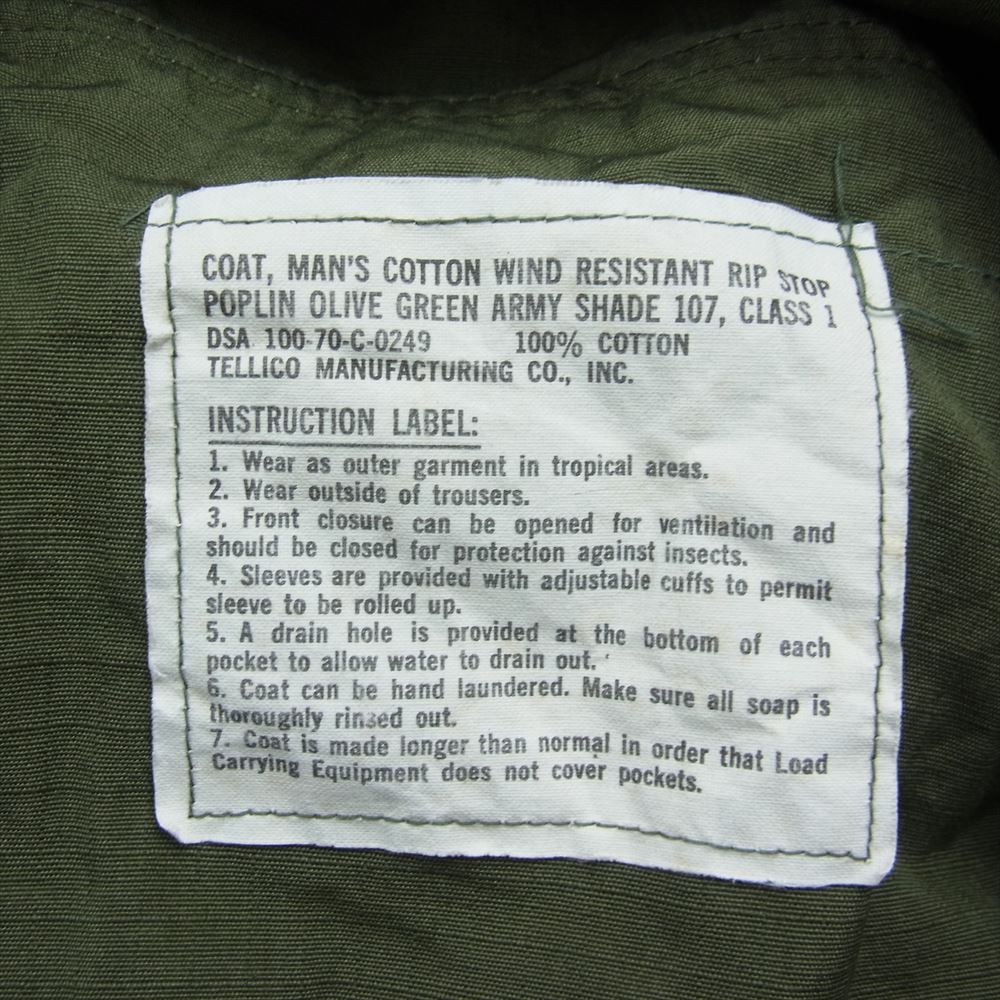 COAT, MAN'S COTTON WIND RESISTANT RIP STOP
POPLIN OLIVE GREEN ARMY SHADE 107, CLASS 1
DSA 100-70-C-0249 100% COTTON
TELLICO MANUFACTURING CO., INC.
INSTRUCTION LABEL:
1. Wear as outer garment in tropical areas.
2. Wear outside of trousers.
3. Front closure can be opened for ventilation and
should be closed for protection against insects.
4. Sleeves are provided with adjustable cuffs to permit
sleeve to be rolled up.
5. A drain hole is provided at the bottom of each
pocket to allow water to drain out.
6. Coat can be hand laundered. Make sure all soap is
thoroughly rinsed out.
7. Coat is made longer than normal in order that Load
Carrying Equipment does not cover pockets.